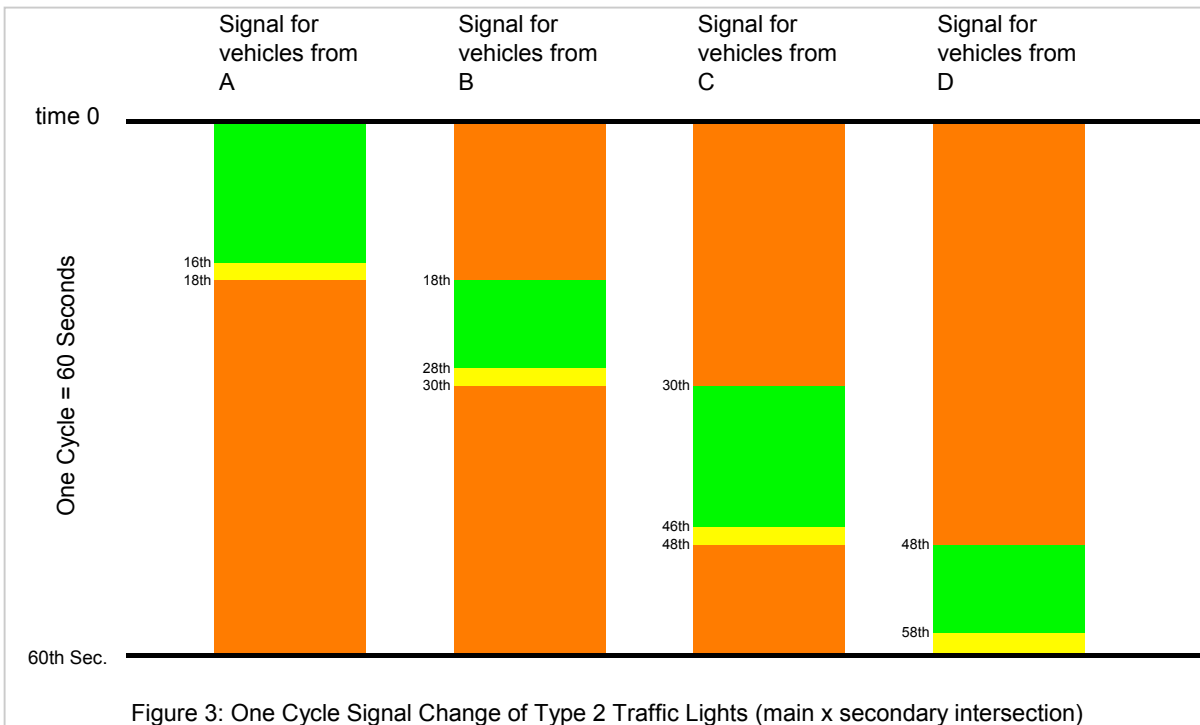 Signal for
vehicles from
A
Signal for
vehicles from
B
Signal for
vehicles from
C
Signal for
vehicles from
D
time 0
One Cycle = 60 Seconds
16th
18th
18th
28th
30th
30th
46th
48th
48th
58th
60th Sec.
Figure 3: One Cycle Signal Change of Type 2 Traffic Lights (main x secondary intersection)